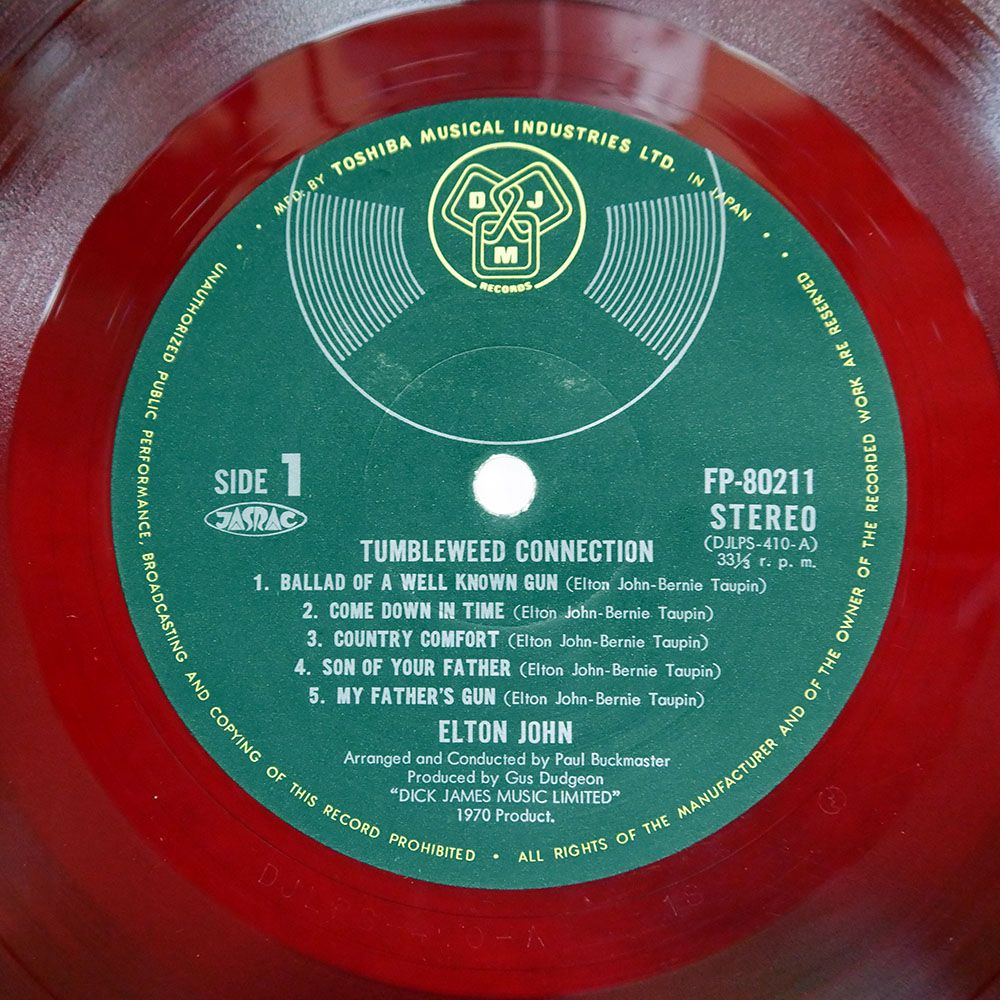 • MFD. BY TOSHIBA MUSICAL INDUSTRIES LTD. IN JAPAN •
D J
M
RECORDS
SIDE 1
JASRAC
FP-80211
STEREO
(DJLPS-410-A)
33⅓ r. p. m.
TUMBLEWEED CONNECTION
1. BALLAD OF A WELL KNOWN GUN (Elton John-Bernie Taupin)
2. COME DOWN IN TIME (Elton John-Bernie Taupin)
3. COUNTRY COMFORT (Elton John-Bernie Taupin)
4. SON OF YOUR FATHER (Elton John-Bernie Taupin)
5. MY FATHER'S GUN (Elton John-Bernie Taupin)
ELTON JOHN
Arranged and Conducted by Paul Buckmaster
Produced by Gus Dudgeon
"DICK JAMES MUSIC LIMITED"
1970 Product.
UNAUTHORIZED PUBLIC PERFORMANCE, BROADCASTING AND COPYING OF THIS RECORD PROHIBITED • ALL RIGHTS OF THE MANUFACTURER AND OF THE OWNER OF THE RECORDED WORK ARE RESERVED
DJLPS-410-A 1S